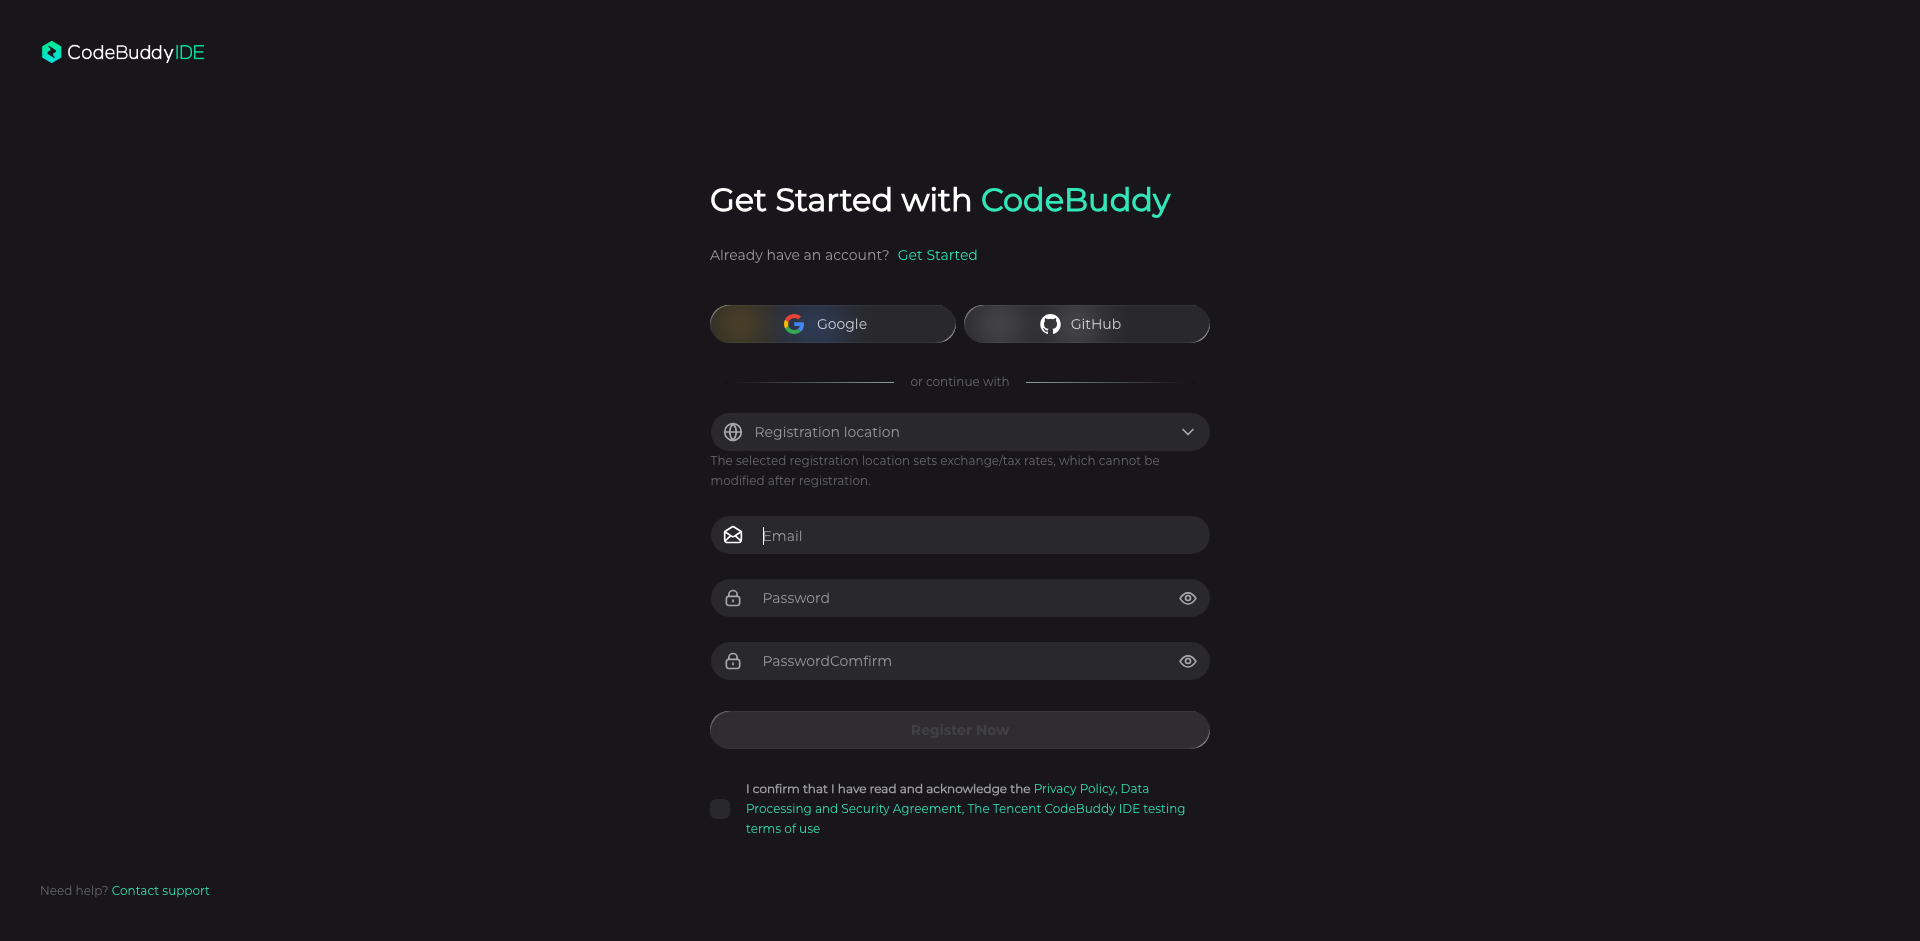 CodeBuddyIDE
Get Started with CodeBuddy
Already have an account? Get Started
Google
GitHub
or continue with
Registration location
The selected registration location sets exchange/tax rates, which cannot be
modified after registration.
Email
Password
PasswordComfirm
Register Now
I confirm that I have read and acknowledge the Privacy Policy, Data
Processing and Security Agreement, The Tencent CodeBuddy IDE testing
terms of use
Need help? Contact support